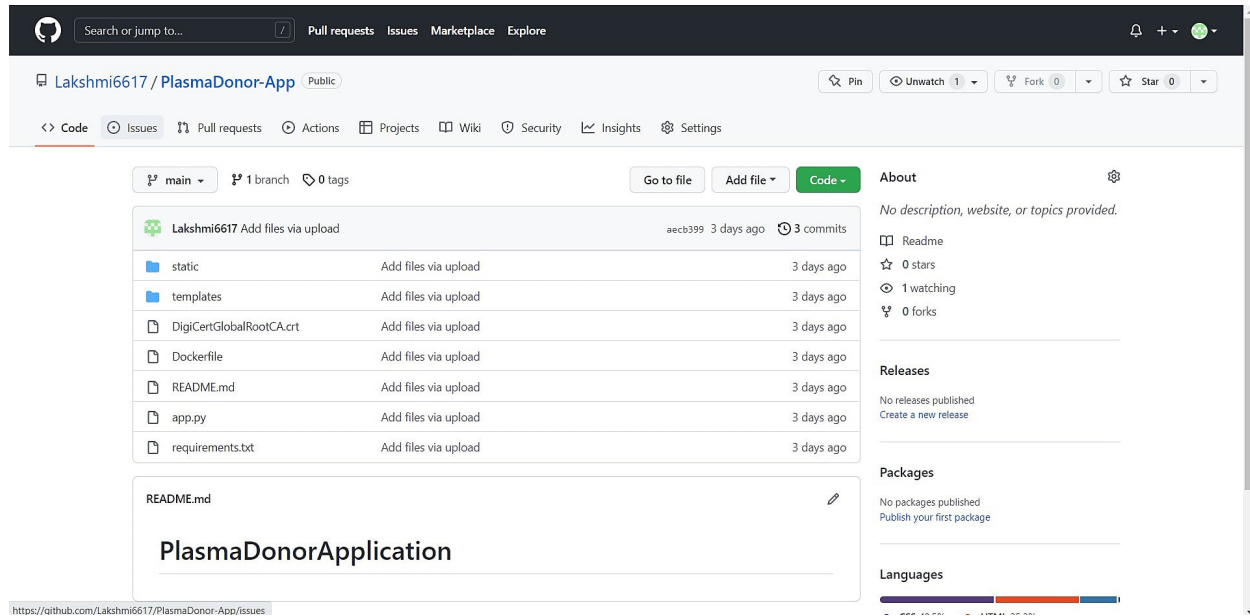 Search or jump to... / Pull requests Issues Marketplace Explore
Lakshmi6617 / PlasmaDonor-App Public Pin Unwatch 1 Fork 0 Star 0
<> Code Issues Pull requests Actions Projects Wiki Security Insights Settings
main 1 branch 0 tags Go to file Add file Code
Lakshmi6617 Add files via upload aecb399 3 days ago 3 commits
static Add files via upload 3 days ago
templates Add files via upload 3 days ago
DigiCertGlobalRootCA.crt Add files via upload 3 days ago
Dockerfile Add files via upload 3 days ago
README.md Add files via upload 3 days ago
app.py Add files via upload 3 days ago
requirements.txt Add files via upload 3 days ago
README.md
PlasmaDonorApplication
About
No description, website, or topics provided.
Readme
0 stars
1 watching
0 forks
Releases
No releases published
Create a new release
Packages
No packages published
Publish your first package
Languages
https://github.com/Lakshmi6617/PlasmaDonor-App/issues